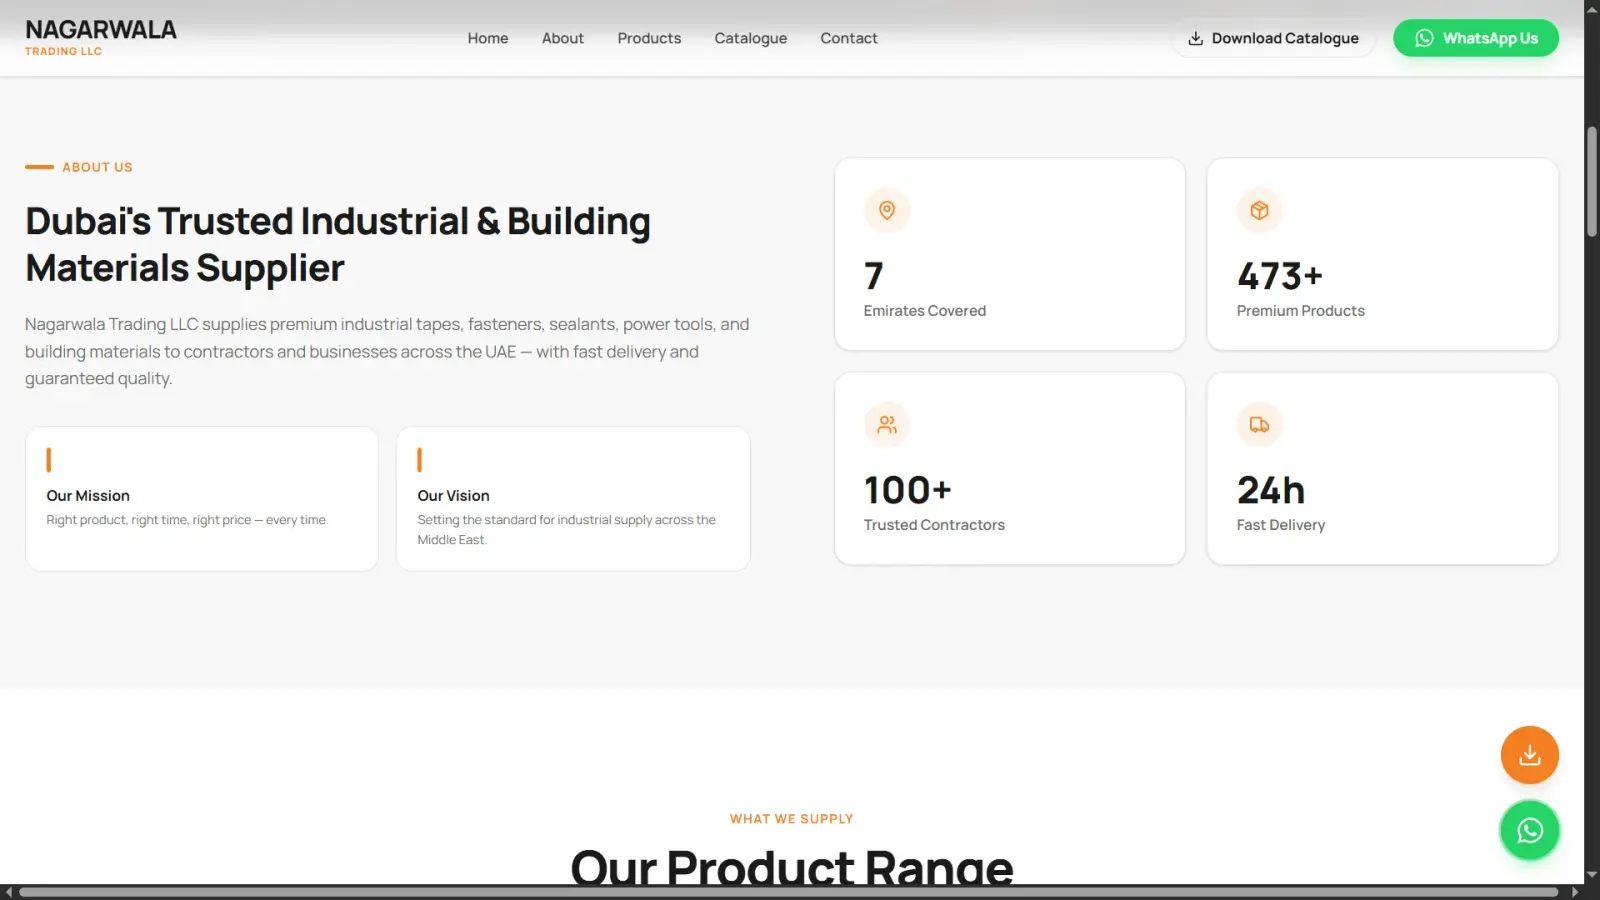 NAGARWALA
TRADING LLC
Home
About
Products
Catalogue
Contact
Download Catalogue
WhatsApp Us
ABOUT US
Dubai's Trusted Industrial & Building
Materials Supplier
Nagarwala Trading LLC supplies premium industrial tapes, fasteners, sealants, power tools, and
building materials to contractors and businesses across the UAE — with fast delivery and
guaranteed quality.
Our Mission
Right product, right time, right price — every time.
Our Vision
Setting the standard for industrial supply across the
Middle East.
7
Emirates Covered
473+
Premium Products
100+
Trusted Contractors
24h
Fast Delivery
WHAT WE SUPPLY
Our Product Range